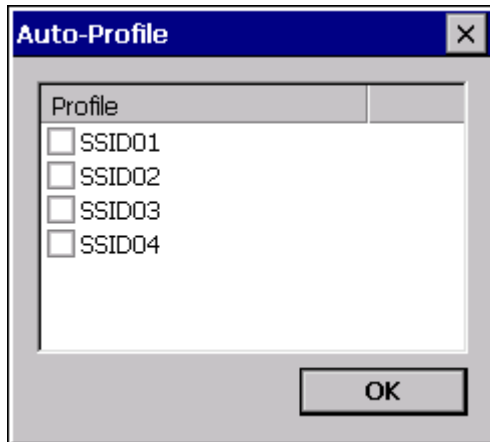 Auto-Profile
Profile
SSID01
SSID02
SSID03
SSID04
OK